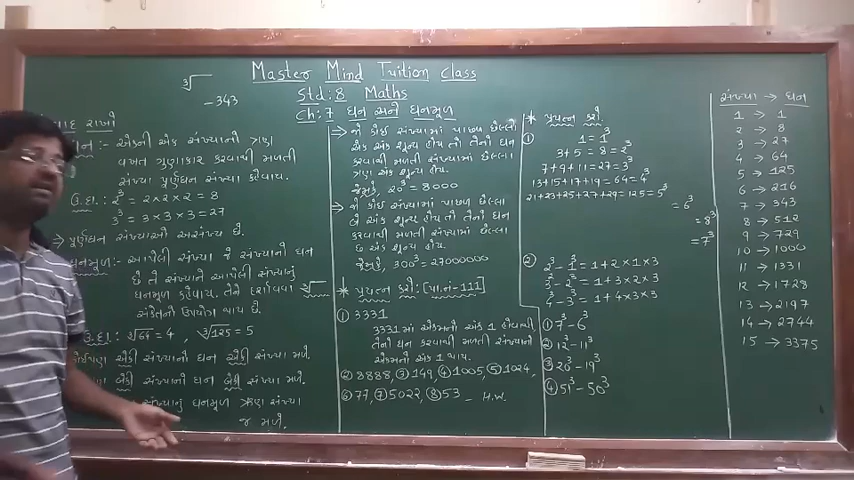 ∛‾
-343
Master Mind Tuition Class
Std:8 Maths
Ch:7 ઘન અને ઘનમૂળ
યાદ રાખો
ઘન :- એકની એક સંખ્યાનો ત્રણ
વખત ગુણાકાર કરવાથી મળતી
સંખ્યા પૂર્ણઘન સંખ્યા કહેવાય.
ઉ.દા.: 2³ = 2×2×2 = 8
3³ = 3×3×3 = 27
→ પૂર્ણઘન સંખ્યાઓ અસંખ્ય છે.
ઘનમૂળ:- આપેલી સંખ્યા જે સંખ્યાનો ઘન
છે તે સંખ્યાને આપેલી સંખ્યાનું
ઘનમૂળ કહેવાય. તેને દર્શાવવા ∛‾
સંકેતનો ઉપયોગ થાય છે.
ઉ.દા.: ∛64 = 4 , ∛125 = 5
કોઈપણ એકી સંખ્યાનો ઘન એકી સંખ્યા મળે.
બેકી સંખ્યાનો ઘન બેકી સંખ્યા મળે.
સંખ્યાનું ઘનમૂળ ઋણ સંખ્યા
જ મળે.
→ જો કોઈ સંખ્યામાં પાછળ છેલ્લો
એક અંક શૂન્ય હોય તો તેનો ઘન
કરવાથી મળતી સંખ્યામાં છેલ્લા
ત્રણ અંક શૂન્ય હોય.
જેમકે, 20³ = 8000
→ જો કોઈ સંખ્યામાં પાછળ છેલ્લા
બે અંક શૂન્ય હોય તો તેનો ઘન
કરવાથી મળતી સંખ્યામાં છેલ્લા
છ અંક શૂન્ય હોય.
જેમકે, 300³ = 27000000
* પ્રયત્ન કરો:[પા.નં-111]
① 3331
3331માં એકમનો અંક 1 હોવાથી
તેનો ઘન કરવાથી મળતી સંખ્યાનો
એકમનો અંક 1 થાય.
② 8888, ③ 149, ④ 1005, ⑤ 1024,
⑥ 77, ⑦ 5022, ⑧ 53 - H.W.
* પ્રયત્ન કરો.
① 1 = 1³
3+5 = 8 = 2³
7+9+11 = 27 = 3³
13+15+17+19 = 64 = 4³
21+23+25+27+29 = 125 = 5³
= 6³
= 8³
= 7³
② 2³-1³ = 1+2×1×3
3³-2³ = 1+3×2×3
4³-3³ = 1+4×3×3
① 7³-6³
② 12³-11³
③ 20³-19³
④ 51³-50³
સંખ્યા → ઘન
1 → 1
2 → 8
3 → 27
4 → 64
5 → 125
6 → 216
7 → 343
8 → 512
9 → 729
10 → 1000
11 → 1331
12 → 1728
13 → 2197
14 → 2744
15 → 3375